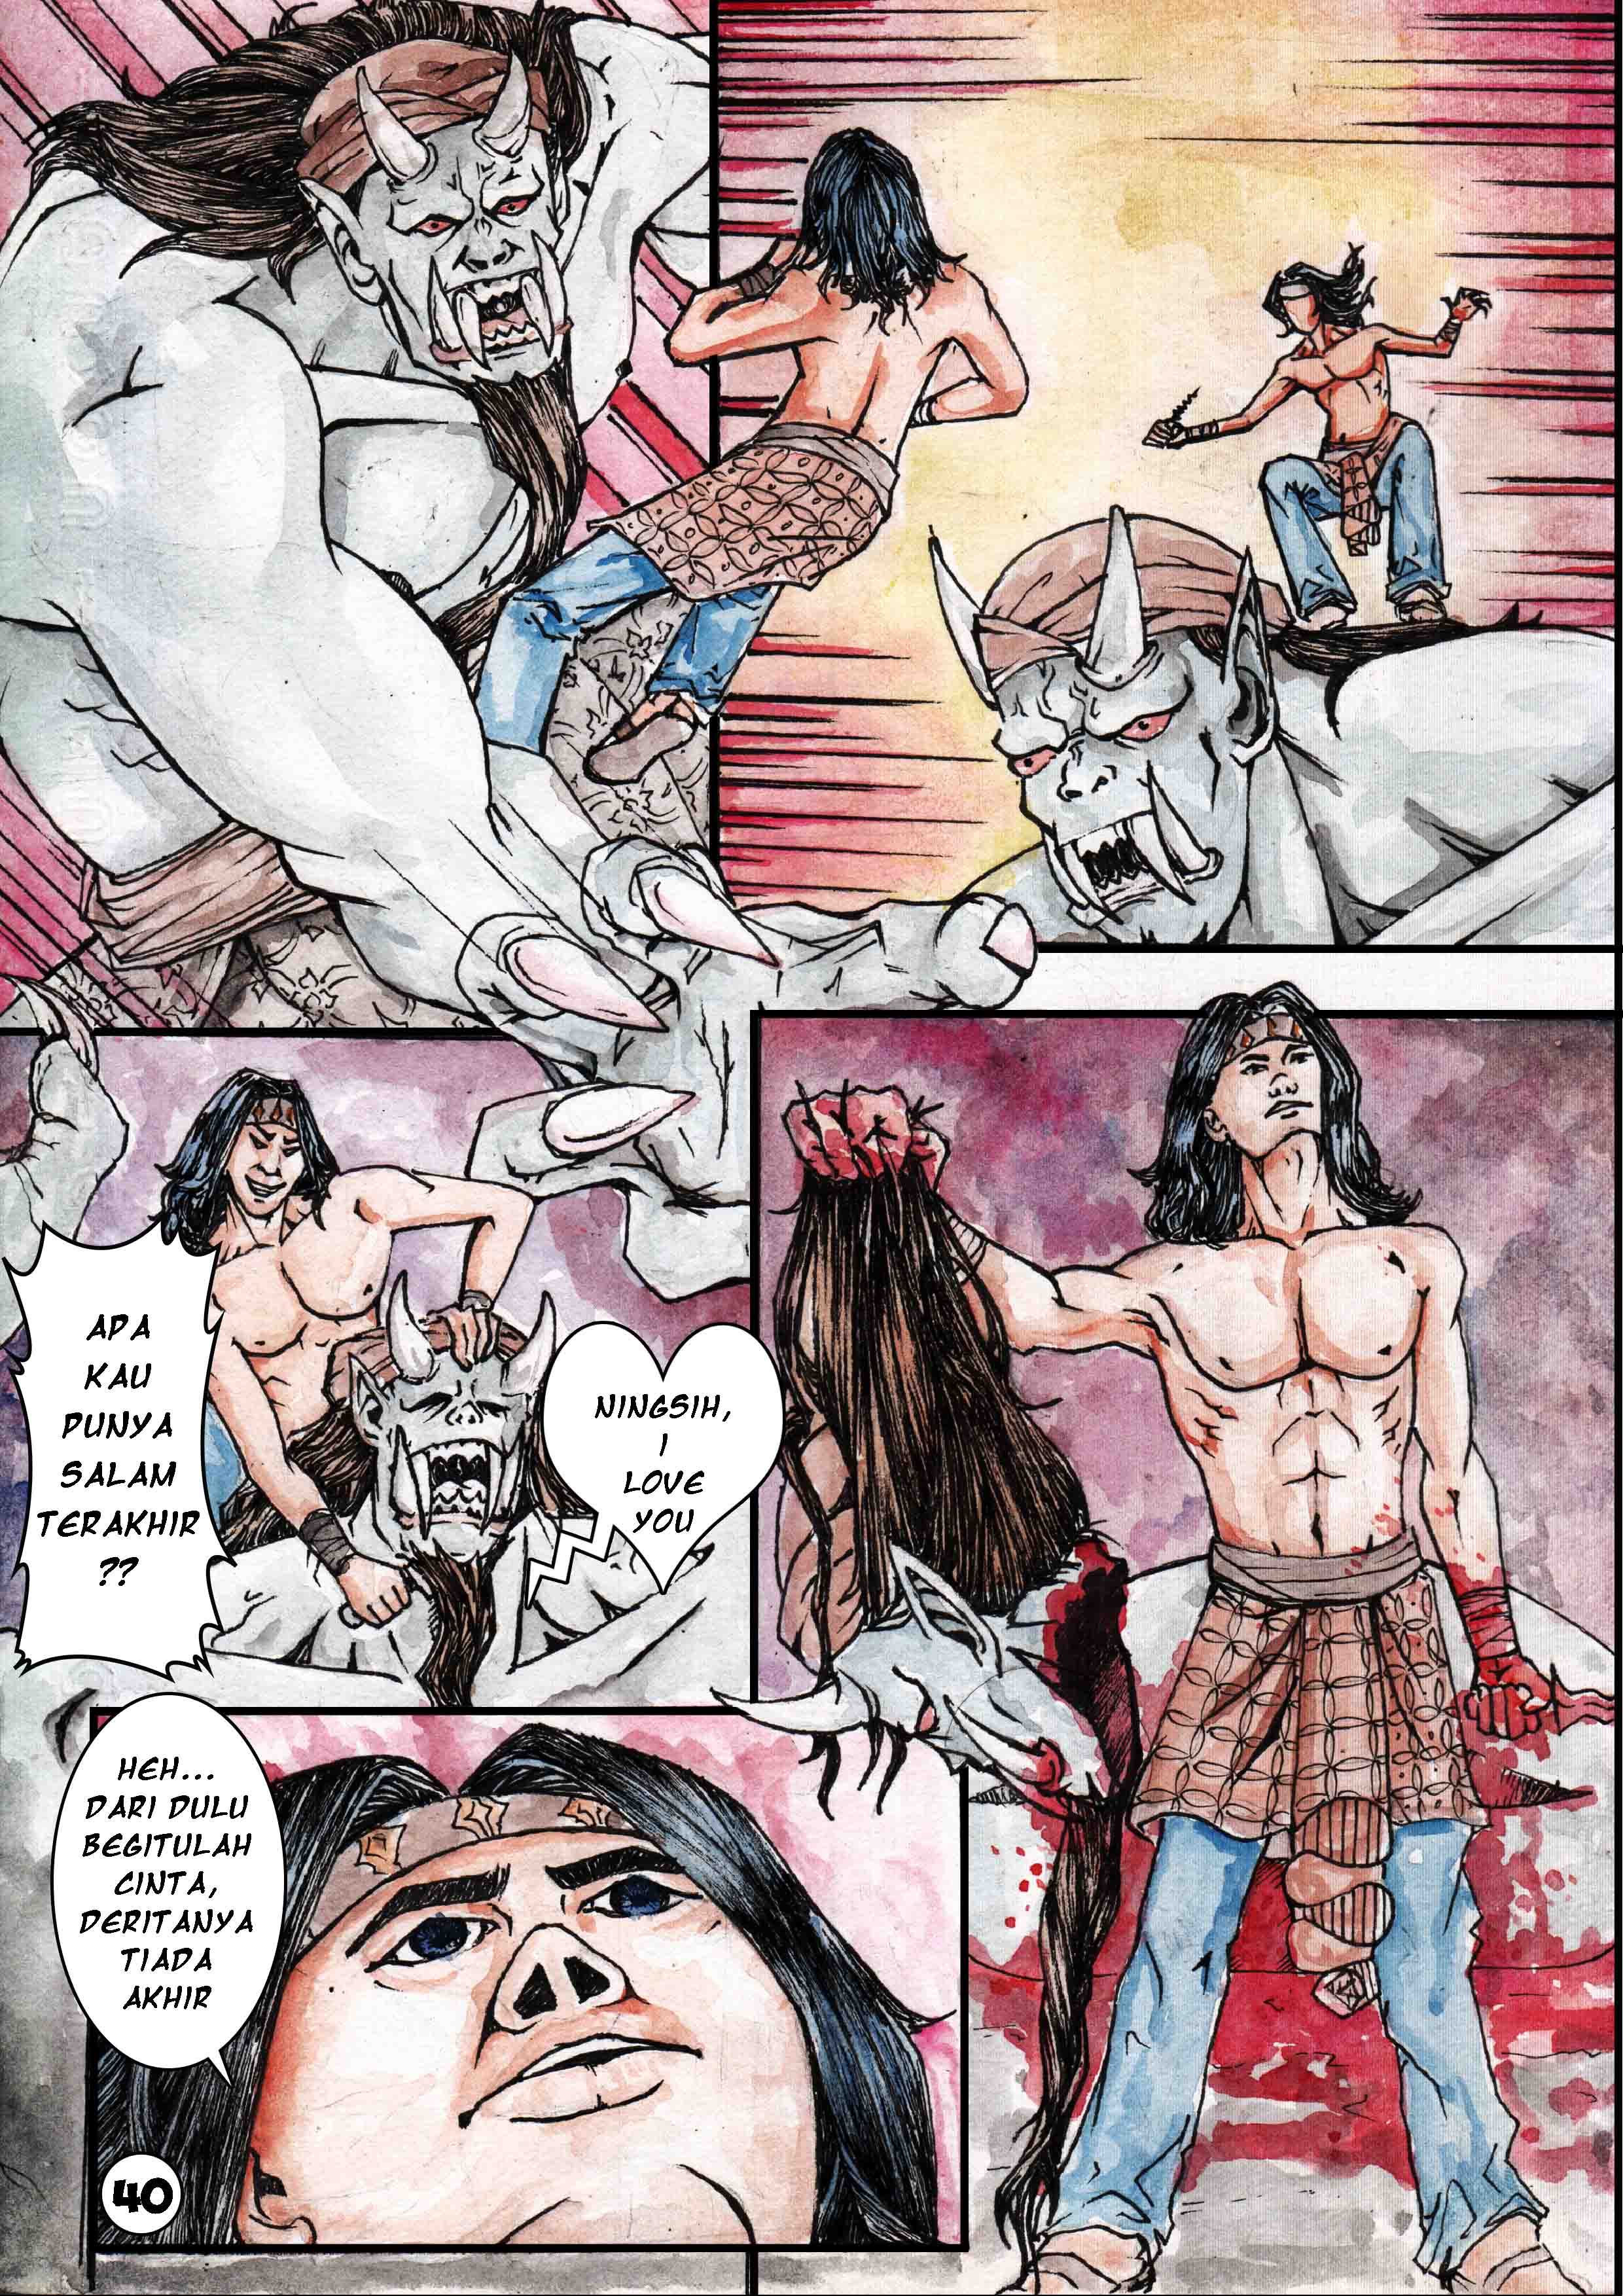 APA
KAU
PUNYA
SALAM
TERAKHIR
??
NINGSIH,
I
LOVE
YOU
HEH...
DARI DULU
BEGITULAH
CINTA,
DERITANYA
TIADA
AKHIR
40